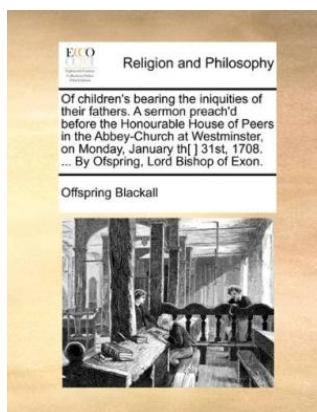 ECCO
Religion and Philosophy
Of children's bearing the iniquities of
their fathers. A sermon preach'd
before the Honourable House of Peers
in the Abbey-Church at Westminster,
on Monday, January th[ ] 31st, 1708.
... By Ofspring, Lord Bishop of Exon.
Offspring Blackall